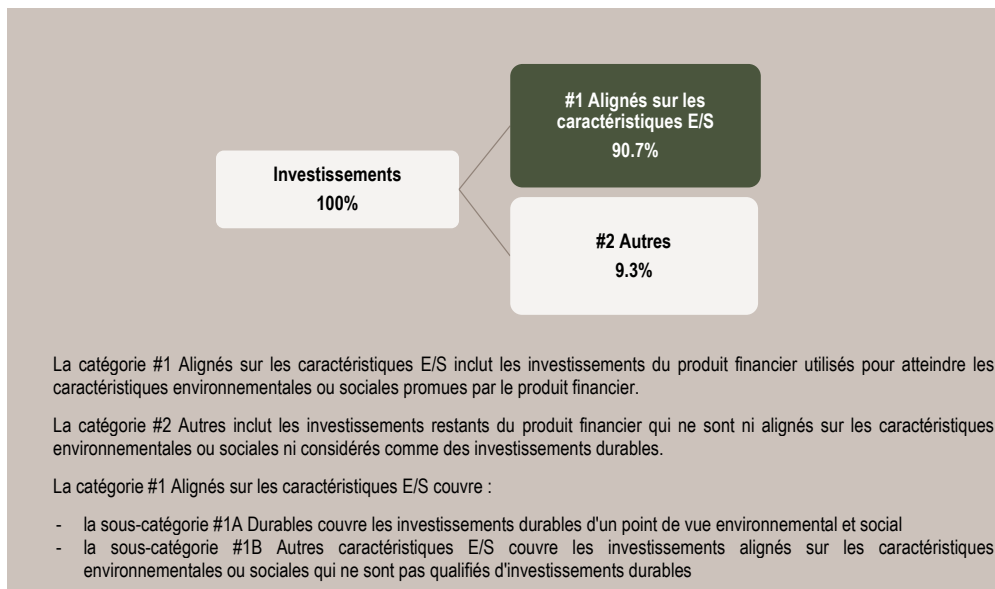 #1 Alignés sur les
caractéristiques E/S
90.7%
Investissements
100%
#2 Autres
9.3%
La catégorie #1 Alignés sur les caractéristiques E/S inclut les investissements du produit financier utilisés pour atteindre les
caractéristiques environnementales ou sociales promues par le produit financier.
La catégorie #2 Autres inclut les investissements restants du produit financier qui ne sont ni alignés sur les caractéristiques
environnementales ou sociales ni considérés comme des investissements durables.
La catégorie #1 Alignés sur les caractéristiques E/S couvre :
- la sous-catégorie #1A Durables couvre les investissements durables d'un point de vue environnemental et social
- la sous-catégorie #1B Autres caractéristiques E/S couvre les investissements alignés sur les caractéristiques
environnementales ou sociales qui ne sont pas qualifiés d'investissements durables